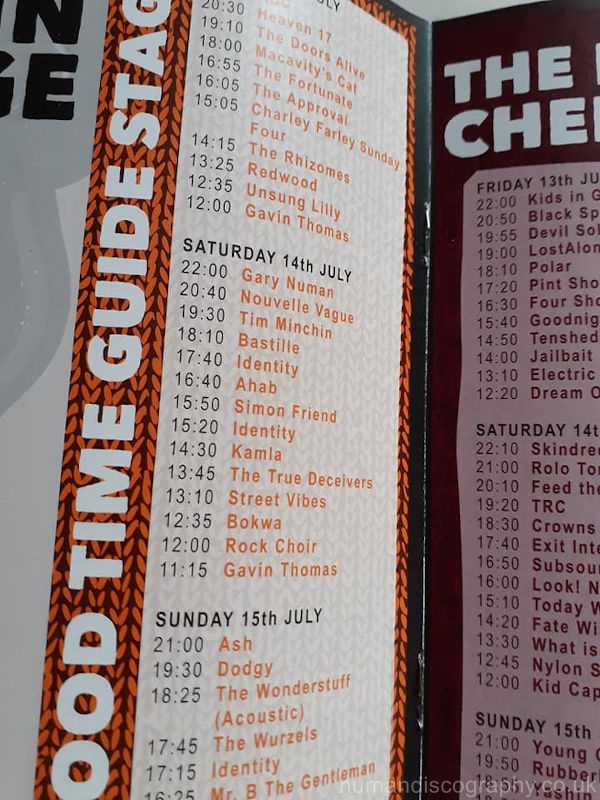 GOOD TIME GUIDE STAG
JULY
20:30
19:10 Heaven 17
18:00 The Doors Alive
16:55 Macavity's Cat
16:05 The Fortunate
15:05 The Approval
Charley Farley Sunday
Four
14:15 The Rhizomes
13:25 Redwood
12:35 Unsung Lilly
12:00 Gavin Thomas
SATURDAY 14th JULY
22:00 Gary Numan
20:40 Nouvelle Vague
19:30 Tim Minchin
18:10 Bastille
17:40 Identity
16:40 Ahab
15:50 Simon Friend
15:20 Identity
14:30 Kamla
13:45 The True Deceivers
13:10 Street Vibes
12:35 Bokwa
12:00 Rock Choir
11:15 Gavin Thomas
SUNDAY 15th JULY
21:00 Ash
19:30 Dodgy
18:25 The Wonderstuff
(Acoustic)
17:45 The Wurzels
17:15 Identity
16:25 Mr. B The Gentleman
THE
CHE
FRIDAY 13th JU
22:00 Kids in G
20:50 Black Sp
19:55 Devil Sol
19:00 LostAlon
18:10 Polar
17:20 Pint Sho
16:30 Four Sho
15:40 Goodnig
14:50 Tenshed
14:00 Jailbait
13:10 Electric
12:20 Dream O
SATURDAY 14t
22:10 Skindre
21:00 Rolo To
20:10 Feed the
19:20 TRC
18:30 Crowns
17:40 Exit Inte
16:50 Subsou
16:00 Look! N
15:10 Today W
14:20 Fate Wi
13:30 What is
12:45 Nylon S
12:00 Kid Cap
SUNDAY 15th
21:00 Young
19:50 Rubber
numandiscography.co.uk